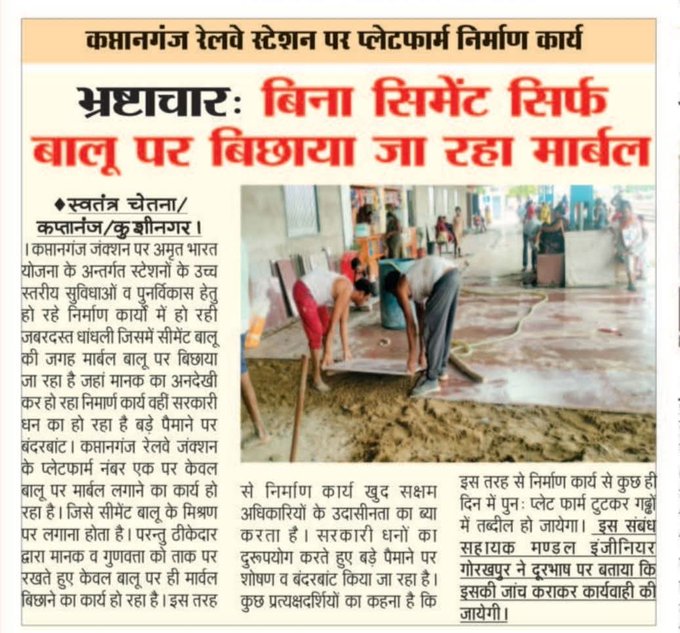 कप्तानगंज रेलवे स्टेशन पर प्लेटफार्म निर्माण कार्य
भ्रष्टाचारः बिना सिमेंट सिर्फ
बालू पर बिछाया जा रहा मार्बल
♦स्वतंत्र चेतना/
कप्तानंज/कुशीनगर।
।कप्तानगंज जंक्शन पर अमृत भारत
योजना के अन्तर्गत स्टेशनों के उच्च
स्तरीय सुविधाओं व पुनर्विकास हेतु
हो रहे निर्माण कार्यो में हो रही
जबरदस्त धांधली जिसमें सीमेंट बालू
की जगह मार्बल बालू पर बिछाया
जा रहा है जहां मानक का अनदेखी
कर हो रहा निमार्ण कार्य वहीं सरकारी
धन का हो रहा है बड़े पैमाने पर
बंदरबांट। कप्तानगंज रेलवे जंक्शन
के प्लेटफार्म नंबर एक पर केवल
बालू पर मार्बल लगाने का कार्य हो
रहा है। जिसे सीमेंट बालू के मिश्रण
पर लगाना होता है। परन्तु ठीकेदार
द्वारा मानक व गुणवत्ता को ताक पर
रखते हुए केवल बालू पर ही मार्वल
बिछाने का कार्य हो रहा है। इस तरह
से निर्माण कार्य खुद सक्षम
अधिकारियों के उदासीनता का ब्या
करता है । सरकारी धनों का
दुरूपयोग करते हुए बड़े पैमाने पर
शोषण व बंदरबांट किया जा रहा है।
कुछ प्रत्यक्षदर्शियों का कहना है कि
इस तरह से निर्माण कार्य से कुछ ही
दिन में पुनः प्लेट फार्म टुटकर गढ्ढों
में तब्दील हो जायेगा। इस संबंध
सहायक मण्डल इंजीनियर
गोरखपुर ने दूरभाष पर बताया कि
इसकी जांच कराकर कार्यवाही की
जायेगी।